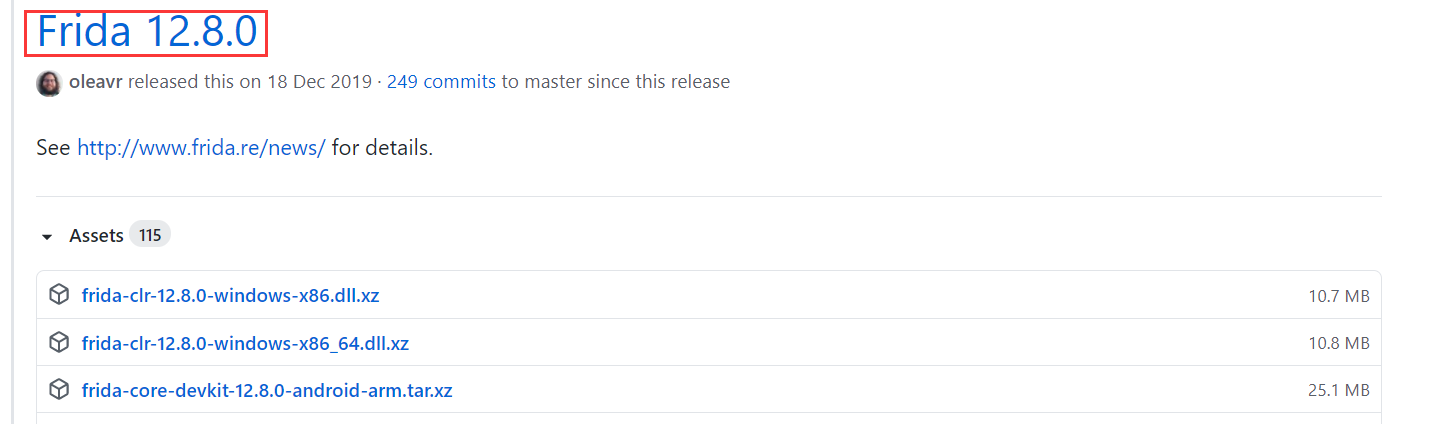 Frida 12.8.0
oleavr released this on 18 Dec 2019 · 249 commits to master since this release
See http://www.frida.re/news/ for details.
Assets 115
frida-clr-12.8.0-windows-x86.dll.xz 10.7 MB
frida-clr-12.8.0-windows-x86_64.dll.xz 10.8 MB
frida-core-devkit-12.8.0-android-arm.tar.xz 25.1 MB